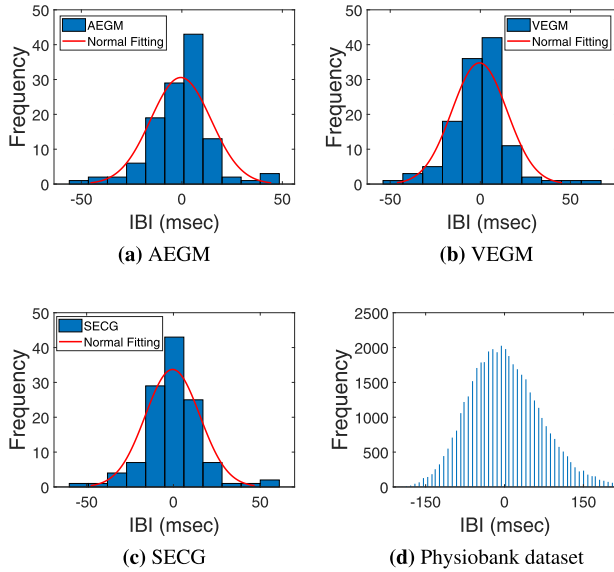 50
40
30
20
10
0
Frequency
AEGM
Normal Fitting
-50 0 50
IBI (msec)
(a) AEGM
50
40
30
20
10
0
Frequency
VEGM
Normal Fitting
-50 0 50
IBI (msec)
(b) VEGM
50
40
30
20
10
0
Frequency
SECG
Normal Fitting
-50 0 50
IBI (msec)
(c) SECG
2500
2000
1500
1000
500
0
Frequency
-150 0 150
IBI (msec)
(d) Physiobank dataset